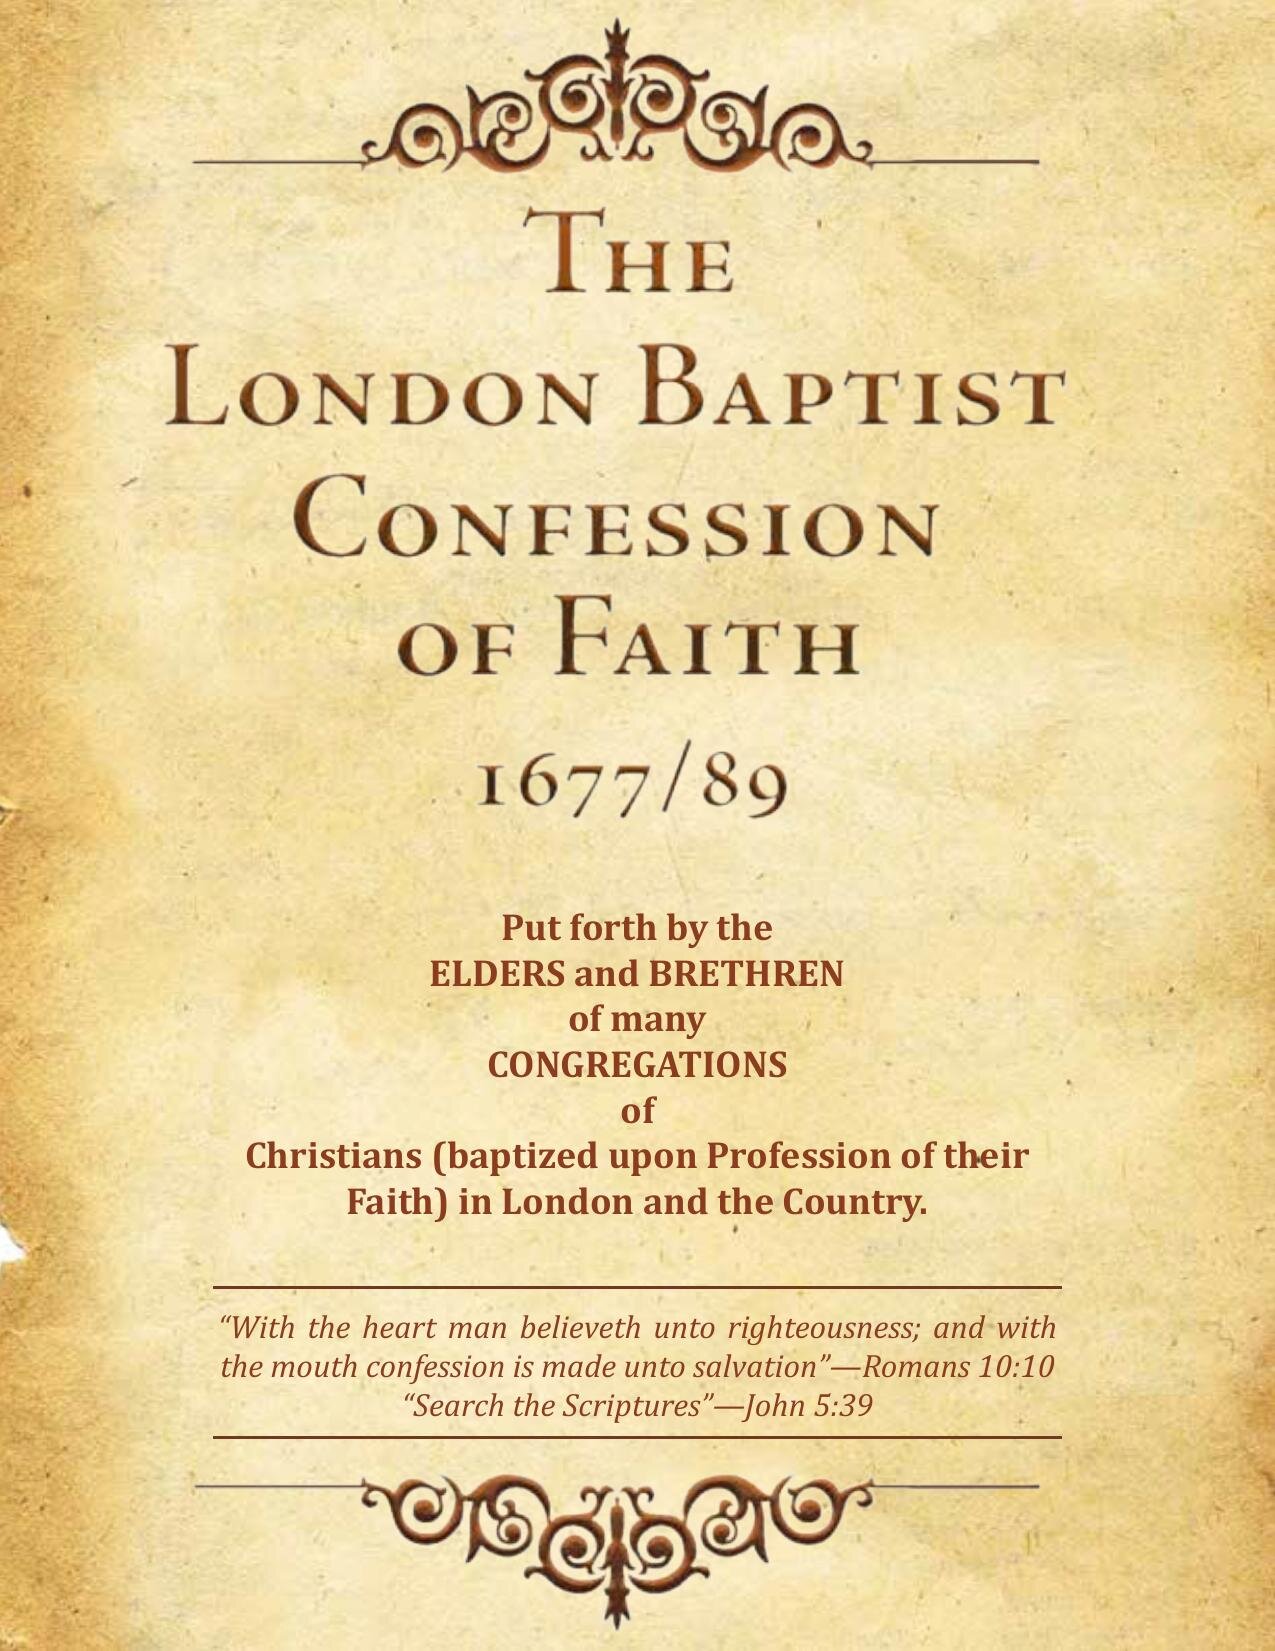 The
London Baptist
Confession
of Faith
1677/89
Put forth by the
ELDERS and BRETHREN
of many
CONGREGATIONS
of
Christians (baptized upon Profession of their
Faith) in London and the Country.
“With the heart man believeth unto righteousness; and with
the mouth confession is made unto salvation”—Romans 10:10
“Search the Scriptures”—John 5:39